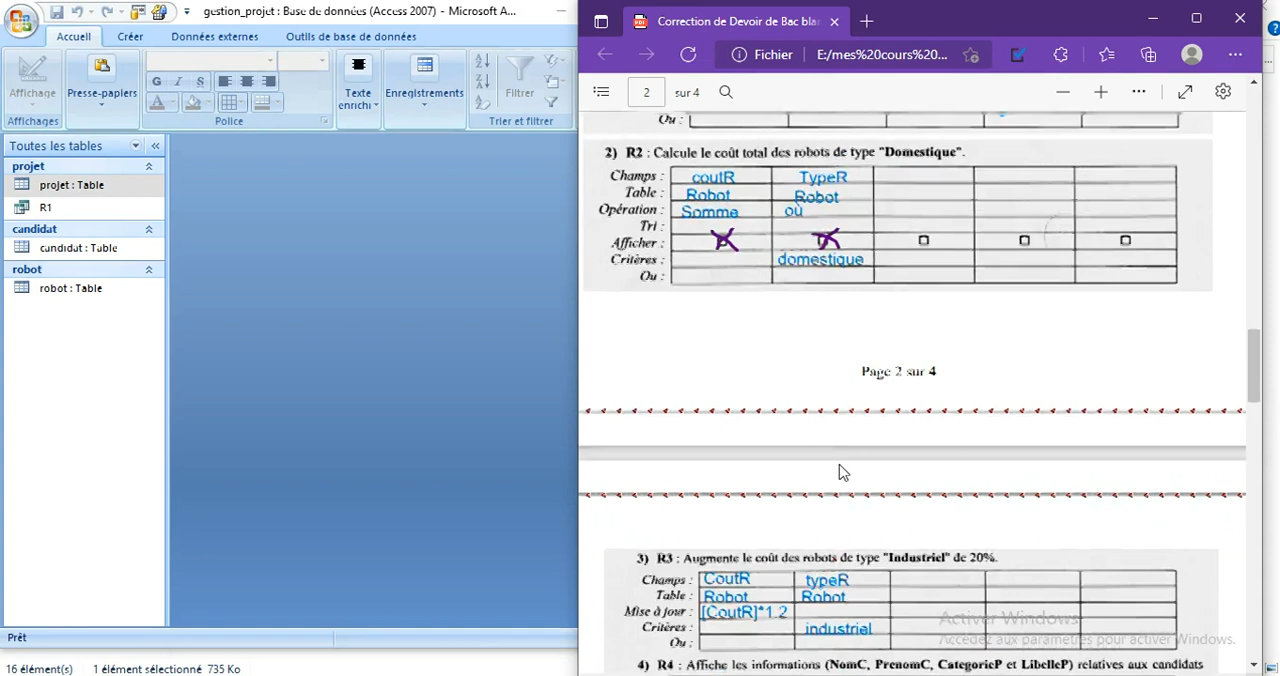 gestion_projet : Base de données (Access 2007) - Microsoft A...
Accueil Créer Données externes Outils de base de données
Affichage
Affichages
Presse-papiers
G I S
A
Police
Texte
enrichi
Enregistrements
Filtrer
Trier et filtrer
Toutes les tables
projet
projet : Table
R1
candidat
candidat : Table
robot
robot : Table
Prêt
16 élément(s) 1 élément sélectionné 735 Ko
Correction de Devoir de Bac blan
Fichier E:/mes%20cours%20...
2 sur 4
Ou :
2) R2 : Calcule le coût total des robots de type "Domestique".
Champs : coutR TypeR
Table : Robot Robot
Opération : Somme où
Tri :
Afficher :
Critères : domestique
Ou :
Page 2 sur 4
3) R3 : Augmente le coût des robots de type "Industriel" de 20%.
Champs : CoutR typeR
Table : Robot Robot
Mise à jour : [CoutR]*1.2
Critères : industriel
Ou :
Activer Windows
Accédez aux paramètres pour activer Windows.
4) R4 : Affiche les informations (NomC, PrenomC, CategorieP et LibelleP) relatives aux candidats